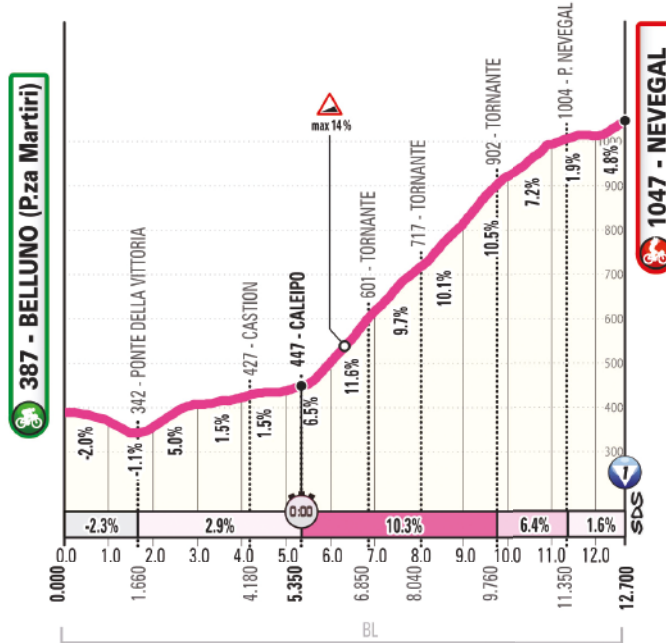 387 - BELLUNO (P.za Martiri)
342 - PONTE DELLA VITTORIA
427 - CASTION
447 - CALEIPO
max 14%
601 - TORNANTE
717 - TORNANTE
902 - TORNANTE
1004 - P. NEVEGAL
1047 - NEVEGAL
1000
900
800
700
600
500
400
300
-2.0%
-1.1%
5.0%
1.5%
1.5%
6.5%
11.6%
9.7%
10.1%
10.5%
7.2%
1.9%
4.8%
1
SDS
0:00
-2.3% 2.9% 10.3% 6.4% 1.6%
0.0 1.0 2.0 3.0 4.0 5.0 6.0 7.0 8.0 9.0 10.0 11.0 12.0
0.000 1.660 4.180 5.350 6.870 8.040 9.760 11.350 12.700
BL